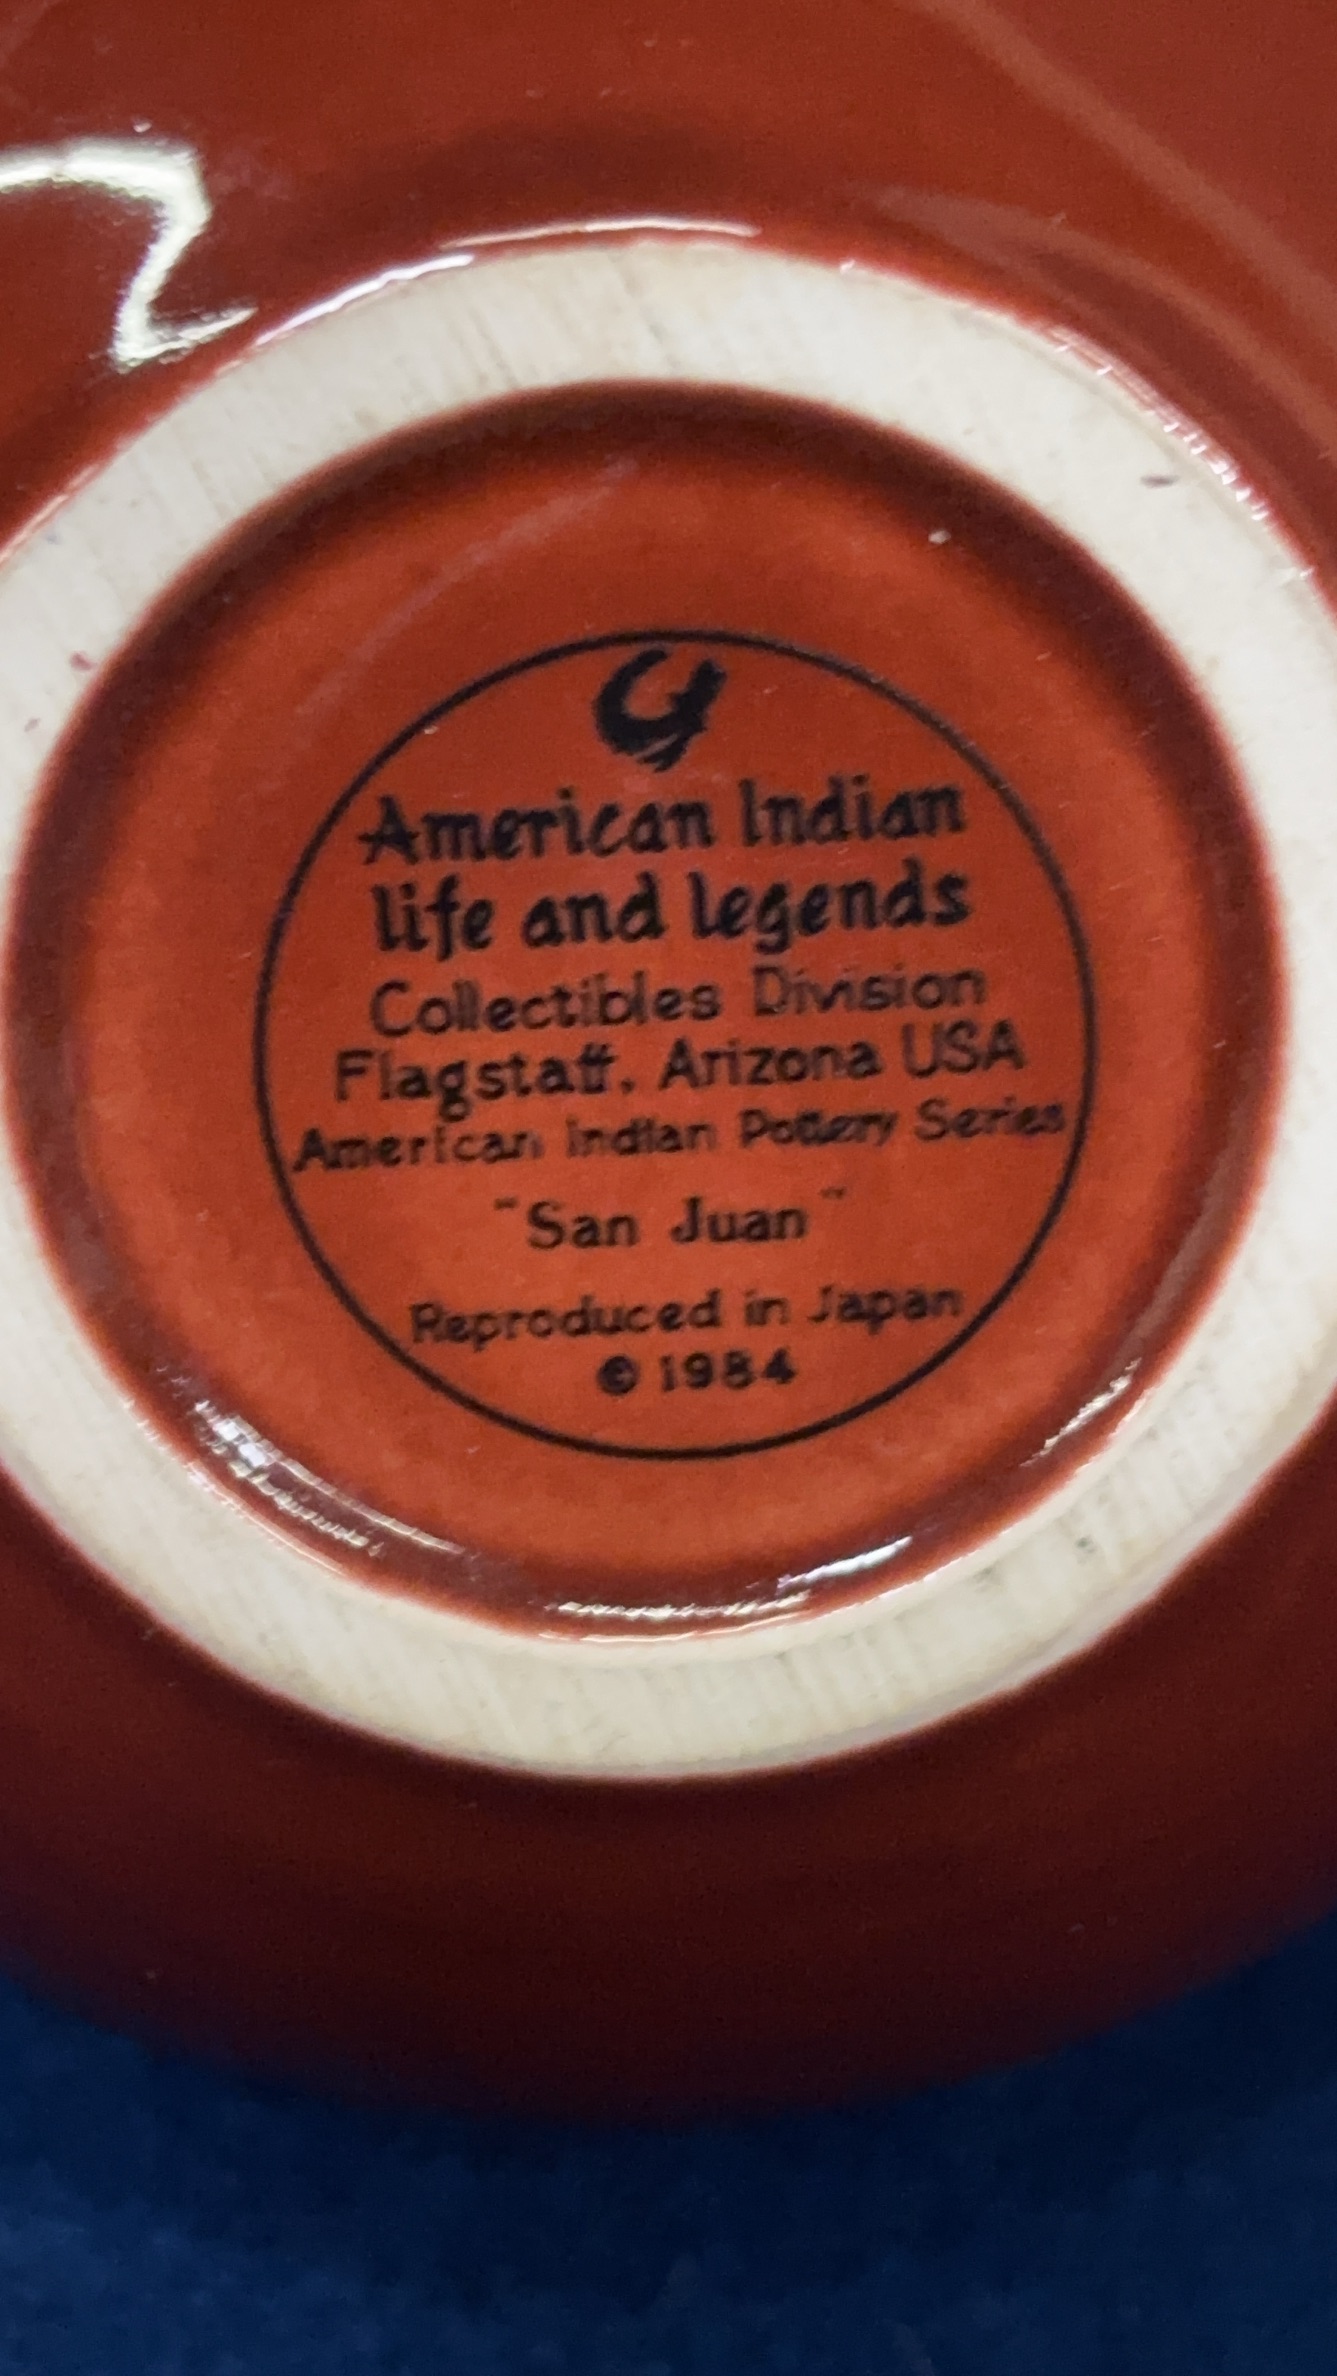 American Indian
life and legends
Collectibles Division
Flagstaff, Arizona USA
American Indian Pottery Series
"San Juan"
Reproduced in Japan
© 1984